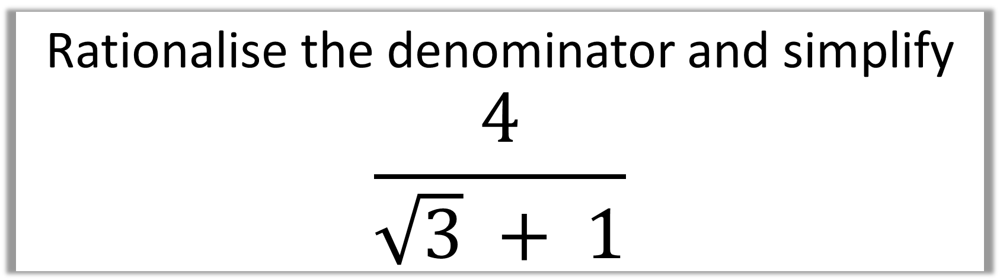 Rationalise the denominator and simplify
4
√3 + 1